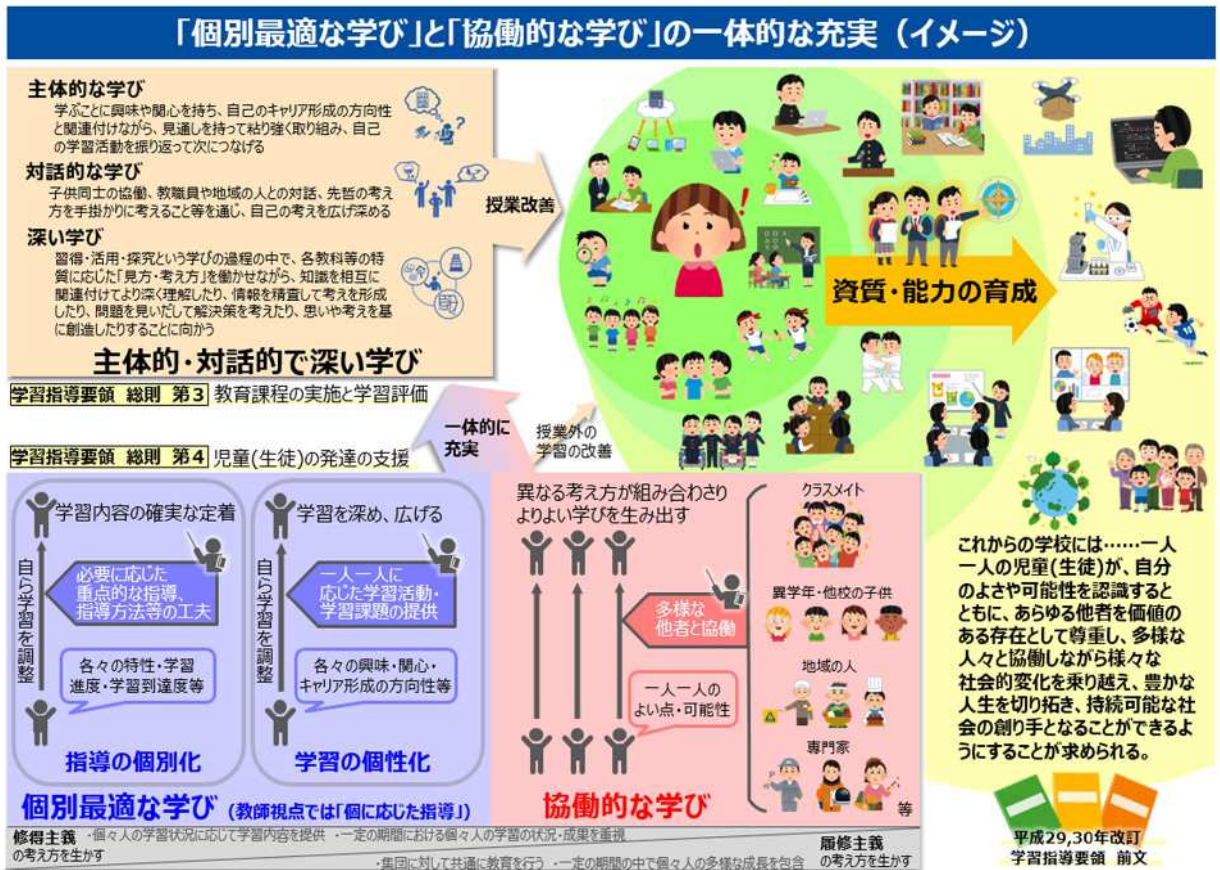 「個別最適な学び」と「協働的な学び」の一体的な充実（イメージ）
主体的な学び
学ぶことに興味や関心を持ち、自己のキャリア形成の方向性
と関連付けながら、見通しを持って粘り強く取り組み、自己
の学習活動を振り返って次につなげる
対話的な学び
子供同士の協働、教職員や地域の人との対話、先哲の考え
方を手掛かりに考えること等を通じ、自己の考えを広げ深める
深い学び
習得・活用・探究という学びの過程の中で、各教科等の特
質に応じた「見方・考え方」を働かせながら、知識を相互に
関連付けてより深く理解したり、情報を精査して考えを形成
したり、問題を見いだして解決策を考えたり、思いや考えを基
に創造したりすることに向かう
主体的・対話的で深い学び
授業改善
資質・能力の育成
学習指導要領 総則 第3 教育課程の実施と学習評価
一体的に
充実
授業外の
学習の改善
学習指導要領 総則 第4 児童(生徒)の発達の支援
学習内容の確実な定着
自ら学習を調整
必要に応じた
重点的な指導、
指導方法等の工夫
各々の特性・学習
進度・学習到達度等
指導の個別化
学習を深め、広げる
自ら学習を調整
一人一人に
応じた学習活動・
学習課題の提供
各々の興味・関心・
キャリア形成の方向性等
学習の個性化
個別最適な学び (教師視点では「個に応じた指導」)
異なる考え方が組み合わさり
よりよい学びを生み出す
多様な
他者と協働
一人一人の
よい点・可能性
協働的な学び
クラスメイト
異学年・他校の子供
地域の人
専門家
等
修得主義
の考え方を生かす
・個々人の学習状況に応じて学習内容を提供 ・一定の期間における個々人の学習の状況・成果を重視
履修主義
の考え方を生かす
・集団に対して共通に教育を行う ・一定の期間の中で個々人の多様な成長を包含
これからの学校には……一人
一人の児童(生徒)が、自分
のよさや可能性を認識すると
ともに、あらゆる他者を価値の
ある存在として尊重し、多様な
人々と協働しながら様々な
社会的変化を乗り越え、豊かな
人生を切り拓き、持続可能な社
会の創り手となることができるよ
うにすることが求められる。
平成29,30年改訂
学習指導要領 前文